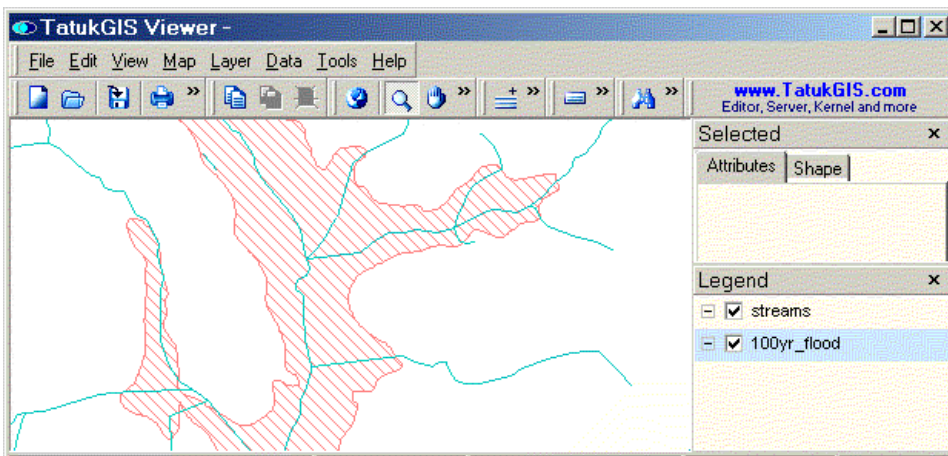 TatukGIS Viewer -
File Edit View Map Layer Data Tools Help
www.TatukGIS.com
Editor, Server, Kernel and more
Selected
Attributes Shape
Legend
streams
100yr_flood